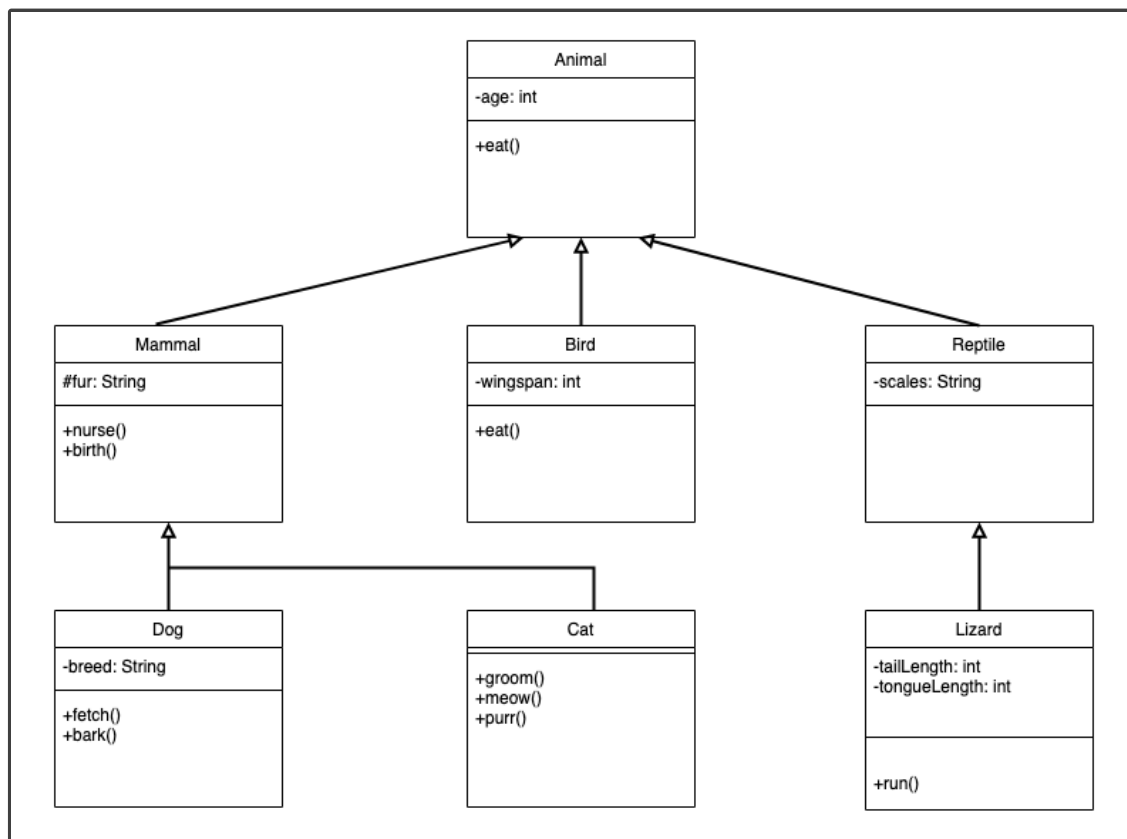 Animal
-age: int
+eat()
Mammal
#fur: String
+nurse()
+birth()
Bird
-wingspan: int
+eat()
Reptile
-scales: String
Dog
-breed: String
+fetch()
+bark()
Cat
+groom()
+meow()
+purr()
Lizard
-tailLength: int
-tongueLength: int
+run()